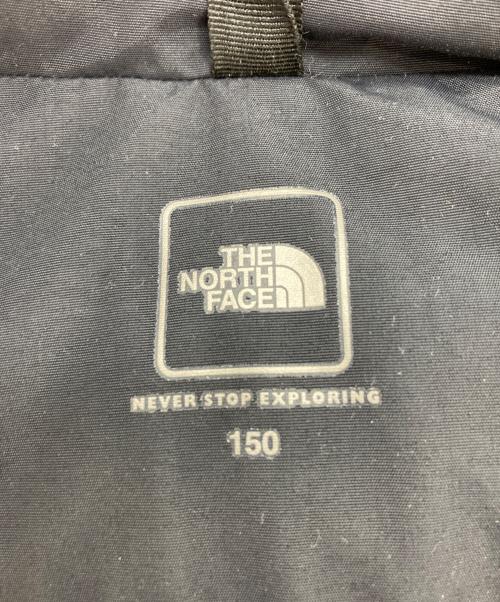 THE
NORTH
FACE
NEVER STOP EXPLORING
150